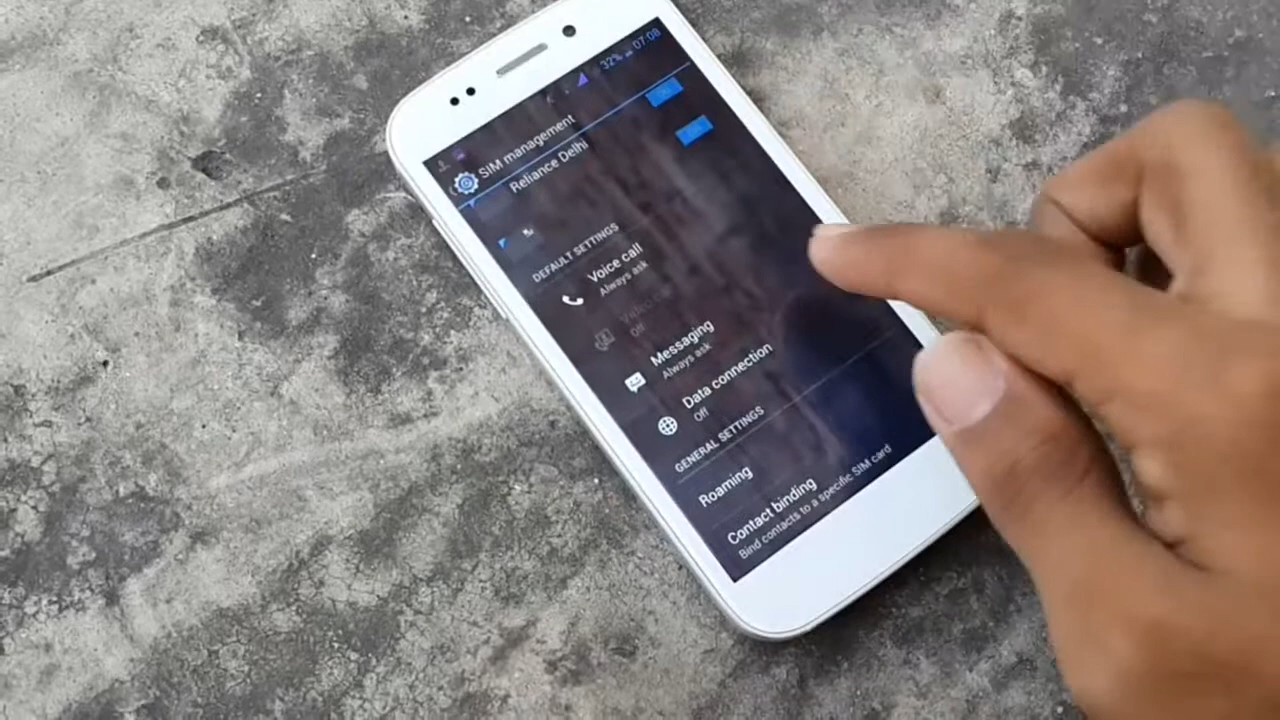 32% 07:08
SIM management
Reliance Delhi
DEFAULT SETTINGS
Voice call
Always ask
Off
Messaging
Always ask
Data connection
Off
GENERAL SETTINGS
Roaming
Contact binding
Bind contacts to a specific SIM card